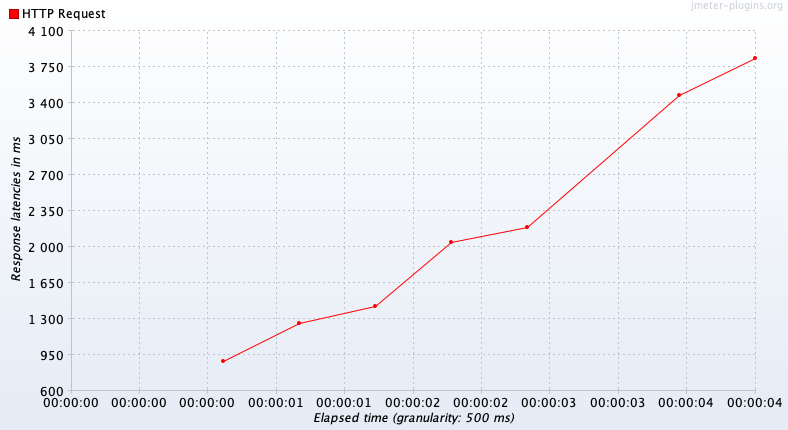 jmeter-plugins.org
HTTP Request
4 100
3 750
3 400
3 050
2 700
2 350
2 000
1 650
1 300
950
600
Response latencies in ms
00:00:00 00:00:00 00:00:00 00:00:01 00:00:01 00:00:02 00:00:02 00:00:03 00:00:03 00:00:04 00:00:04
Elapsed time (granularity: 500 ms)